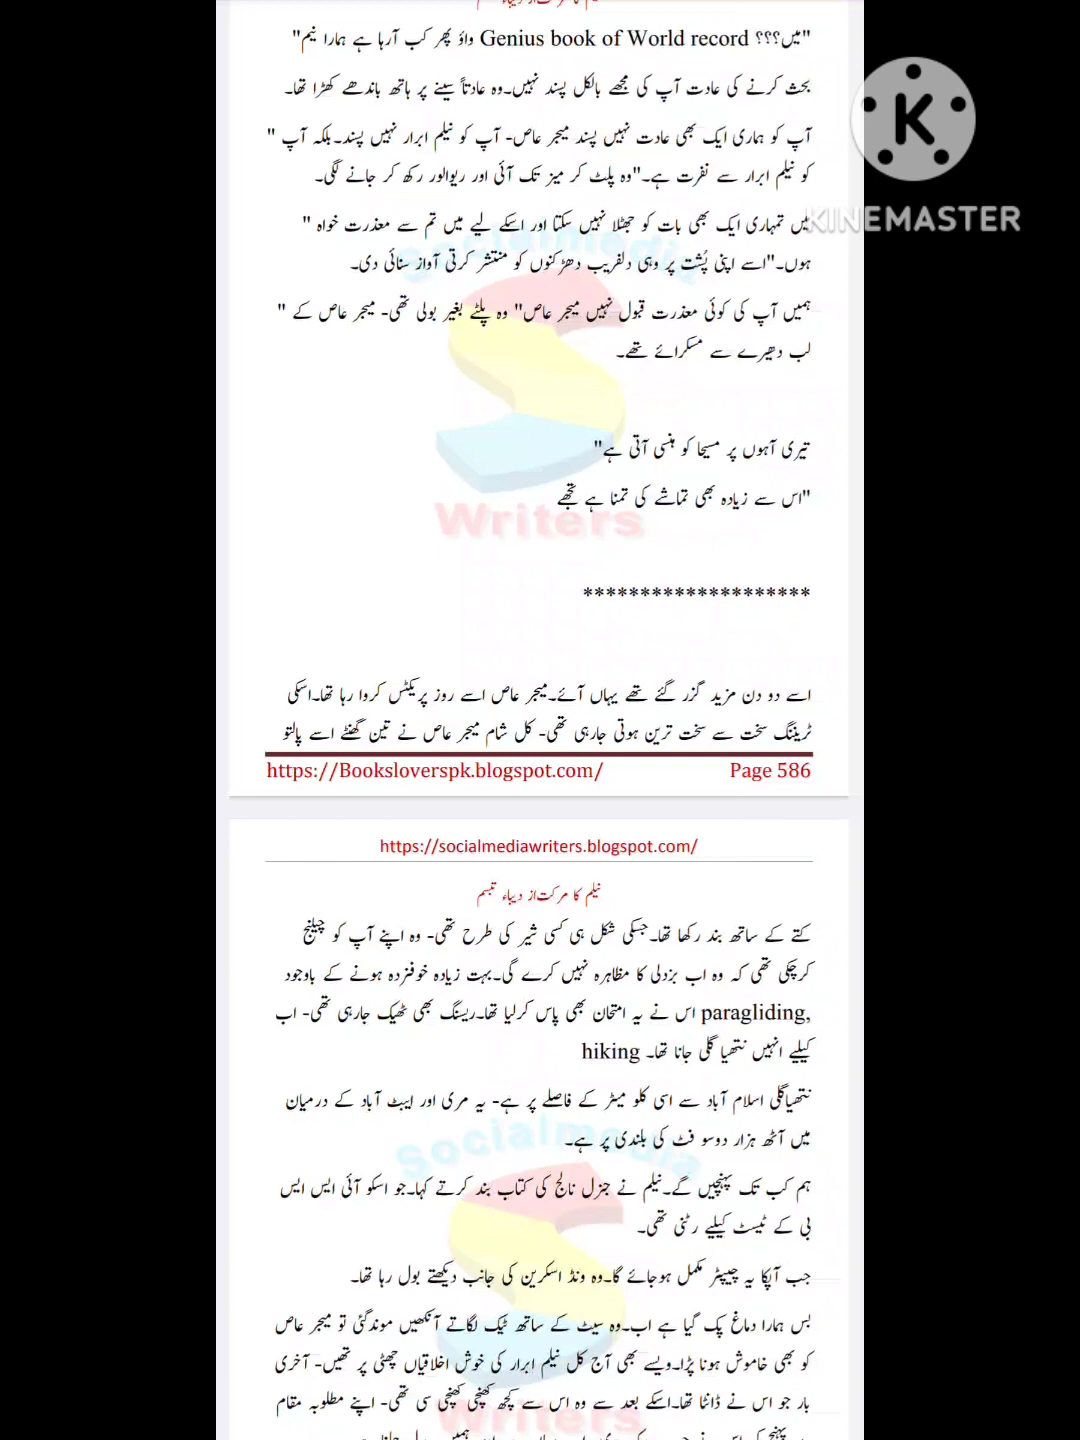 "میں؟؟؟ Genius book of World record واؤ پھر کب آرہا ہے ہمارا نیم"
بحث کرنے کی عادت آپ کی مجھے بالکل پسند نہیں۔وہ عادتاً سینے پر ہاتھ باندھے کھڑا تھا۔
آپ کو ہماری ایک بھی عادت نہیں پسند میجر عاص- آپ کو نیلم ابرار نہیں پسند۔بلکہ آپ "
کو نیلم ابرار سے نفرت ہے۔"وہ پلٹ کر میز تک آئی اور ریوالور رکھ کر جانے لگی۔
میں تمہاری ایک بھی بات کو جھٹلا نہیں سکتا اور اسکے لیے میں تم سے معذرت خواہ "
ہوں۔"اسے اپنی پُشت پر وہی دلفریب دھڑکنوں کو منتشر کرتی آواز سنائی دی۔
ہمیں آپ کی کوئی معذرت قبول نہیں میجر عاص" وہ پلٹے بغیر بولی تھی- میجر عاص کے "
لب دھیرے سے مسکرائے تھے۔
تیری آہوں پر مسیحا کو ہنسی آتی ہے"
"اس سے زیادہ بھی تماشے کی تمنا ہے تجھے
********************
اسے دو دن مزید گزر گئے تھے یہاں آئے۔میجر عاص اسے روز پریکٹس کروا رہا تھا۔اسکی
ٹریننگ سخت سے سخت ترین ہوتی جارہی تھی- کل شام میجر عاص نے تین گھنٹے اسے پالتو
https://Booksloverspk.blogspot.com/ Page 586
https://socialmediawriters.blogspot.com/
نیلم کا مرکت از دیباء تبسم
کتے کے ساتھ بند رکھا تھا۔جسکی شکل ہی کسی شیر کی طرح تھی- وہ اپنے آپ کو چیلنج
کرچکی تھی کہ وہ اب بزدلی کا مظاہرہ نہیں کرے گی۔بہت زیادہ خوفزدہ ہونے کے باوجود
paragliding, اس نے یہ امتحان بھی پاس کرلیا تھا۔ریسنگ بھی ٹھیک جارہی تھی- اب
کیلیے انہیں نتھیا گلی جانا تھا۔ hiking
نتھیاگلی اسلام آباد سے اسی کلو میٹر کے فاصلے پر ہے- یہ مری اور ایبٹ آباد کے درمیان
میں آٹھ ہزار دوسو فٹ کی بلندی پر ہے۔
ہم کب تک پہنچیں گے۔نیلم نے جنرل نالج کی کتاب بند کرتے کہا۔جو اسکو آئی ایس ایس
بی کے ٹیسٹ کیلیے رٹنی تھی۔
جب آپکا یہ چیپٹر مکمل ہوجائے گا۔وہ ونڈ اسکرین کی جانب دیکھتے بول رہا تھا۔
بس ہمارا دماغ پک گیا ہے اب۔وہ سیٹ کے ساتھ ٹیک لگاتے آنکھیں موندگئی تو میجر عاص
کو بھی خاموش ہونا پڑا۔ویسے بھی آج کل نیلم ابرار کی خوش اخلاقیاں چھٹی پر تھیں- آخری
بار جو اس نے ڈانٹا تھا۔اسکے بعد سے وہ اس سے کچھ کھنچی کھنچی سی تھی- اپنے مطلوبہ مقام
KINEMASTER
Socialmedia
Writers
Socialmedia
Writers